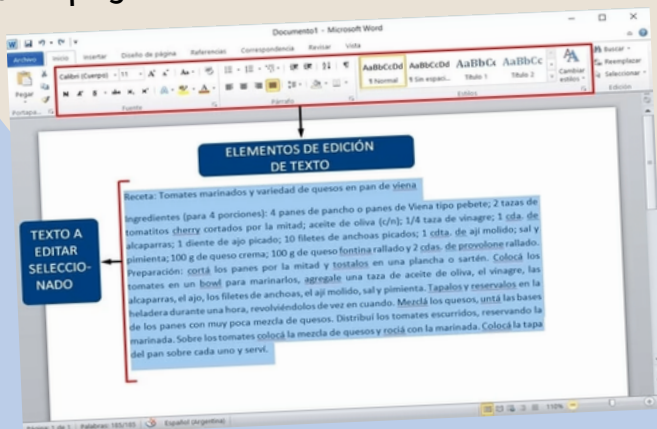 Documento1 - Microsoft Word
Archivo Inicio Insertar Diseño de página Referencias Correspondencia Revisar Vista
Calibri (Cuerpo) 11
Buscar
Reemplazar
Seleccionar
Pegar
N K S abe x₂ x²
AaBbCcDd AaBbCcDd AaBbCc AaBbCc
¶ Normal ¶ Sin espaci... Título 1 Título 2
Cambiar estilos
Portapa... Fuente Párrafo Estilos Edición
ELEMENTOS DE EDICIÓN
DE TEXTO
TEXTO A
EDITAR
SELECCIO-
NADO
Receta: Tomates marinados y variedad de quesos en pan de viena
Ingredientes (para 4 porciones): 4 panes de pancho o panes de Viena tipo pebete; 2 tazas de
tomatitos cherry cortados por la mitad; aceite de oliva (c/n); 1/4 taza de vinagre; 1 cda. de
alcaparras; 1 diente de ajo picado; 10 filetes de anchoas picados; 1 cdta. de ají molido; sal y
pimienta; 100 g de queso crema; 100 g de queso fontina rallado y 2 cdas. de provolone rallado.
Preparación: cortá los panes por la mitad y tostalos en una plancha o sartén. Colocá los
tomates en un bowl para marinarlos, agregale una taza de aceite de oliva, el vinagre, las
alcaparras, el ajo, los filetes de anchoas, el ají molido, sal y pimienta. Tapalos y reservalos en la
heladera durante una hora, revolviéndolos de vez en cuando. Mezclá los quesos, untá las bases
de los panes con muy poca mezcla de quesos. Distribuí los tomates escurridos, reservando la
marinada. Sobre los tomates colocá la mezcla de quesos y rociá con la marinada. Colocá la tapa
del pan sobre cada uno y serví.
Página: 1 de 1 Palabras: 185/185 Español (Argentina) 110%